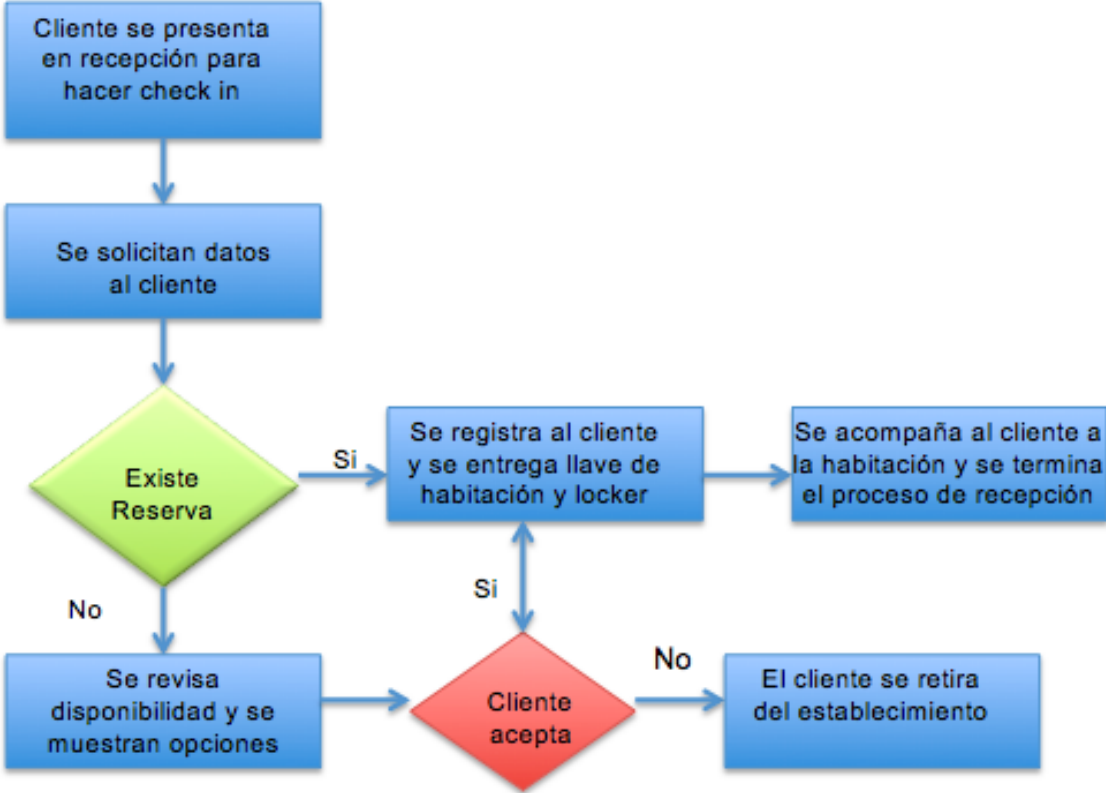 Cliente se presenta
en recepción para
hacer check in
Se solicitan datos
al cliente
Existe
Reserva
Si
Se registra al cliente
y se entrega llave de
habitación y locker
Se acompaña al cliente a
la habitación y se termina
el proceso de recepción
No
Se revisa
disponibilidad y se
muestran opciones
Si
Cliente
acepta
No
El cliente se retira
del establecimiento